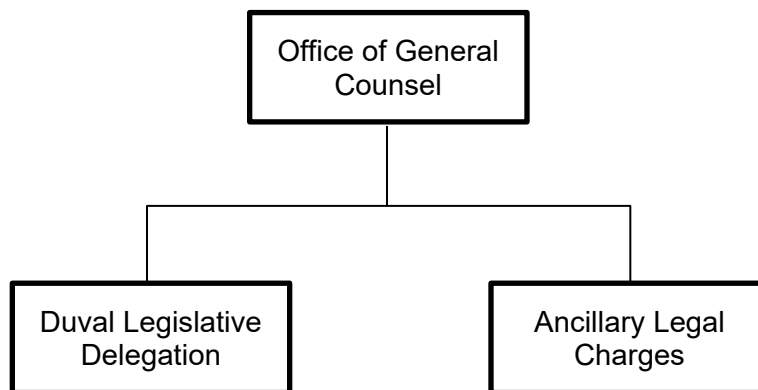 Office of General
Counsel
Duval Legislative
Delegation
Ancillary Legal
Charges